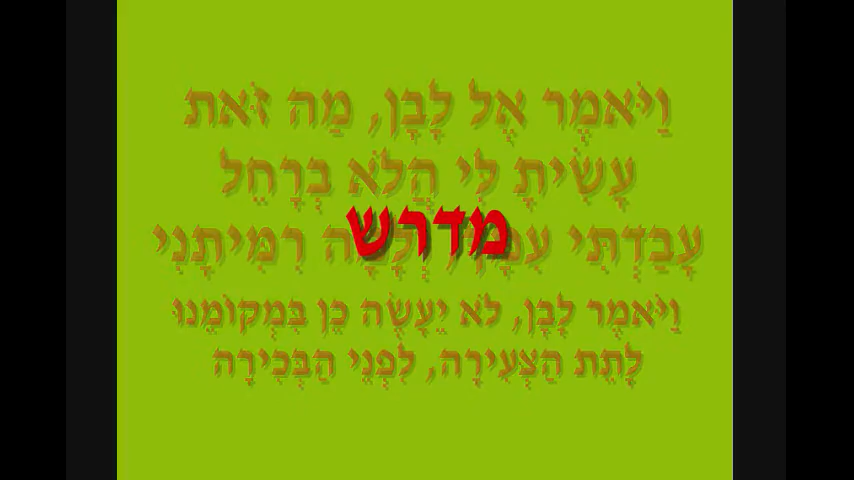 וַיֹּאמֶר אֶל לָבָן, מַה זֹּאת
עָשִׂיתָ לִּי הֲלֹא בְרָחֵל
עָבַדְתִּי עִמָּךְ וְלָמָּה רִמִּיתָנִי
מדרש
וַיֹּאמֶר לָבָן, לֹא יֵעָשֶׂה כֵן בִּמְקוֹמֵנוּ
לָתֵת הַצְּעִירָה, לִפְנֵי הַבְּכִירָה